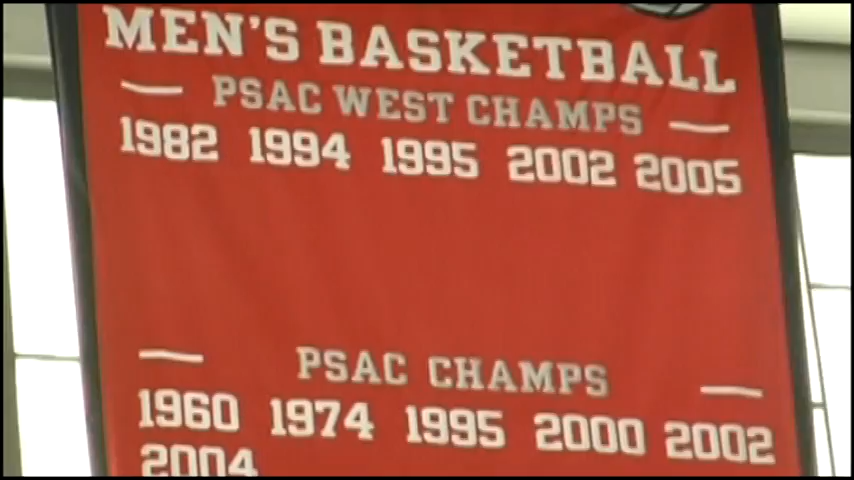 MEN'S BASKETBALL
PSAC WEST CHAMPS
1982 1994 1995 2002 2005
PSAC CHAMPS
1960 1974 1995 2000 2002
2004